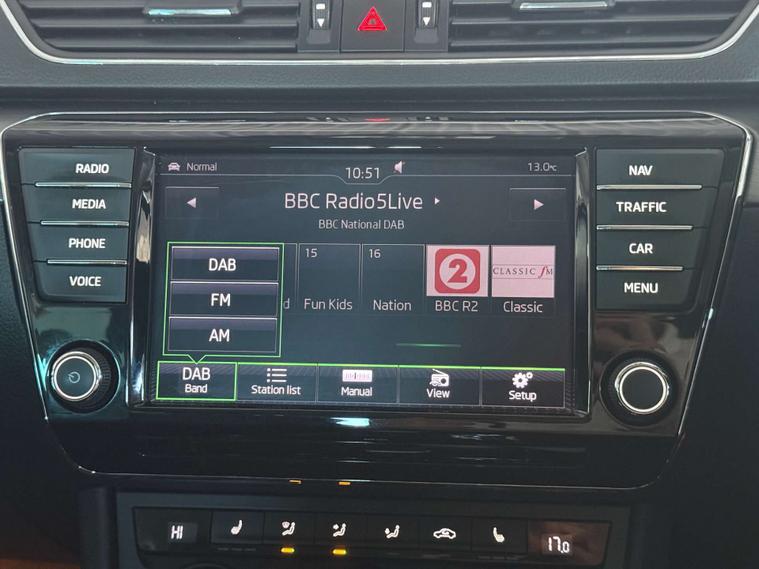 RADIO
MEDIA
PHONE
VOICE
Normal
10:51
13.0°C
BBC Radio5Live
BBC National DAB
DAB
FM
AM
d
15
Fun Kids
16
Nation
2
BBC R2
CLASSIC fM
Classic
DAB
Band
Station list
Manual
View
Setup
NAV
TRAFFIC
CAR
MENU
HI
17.0